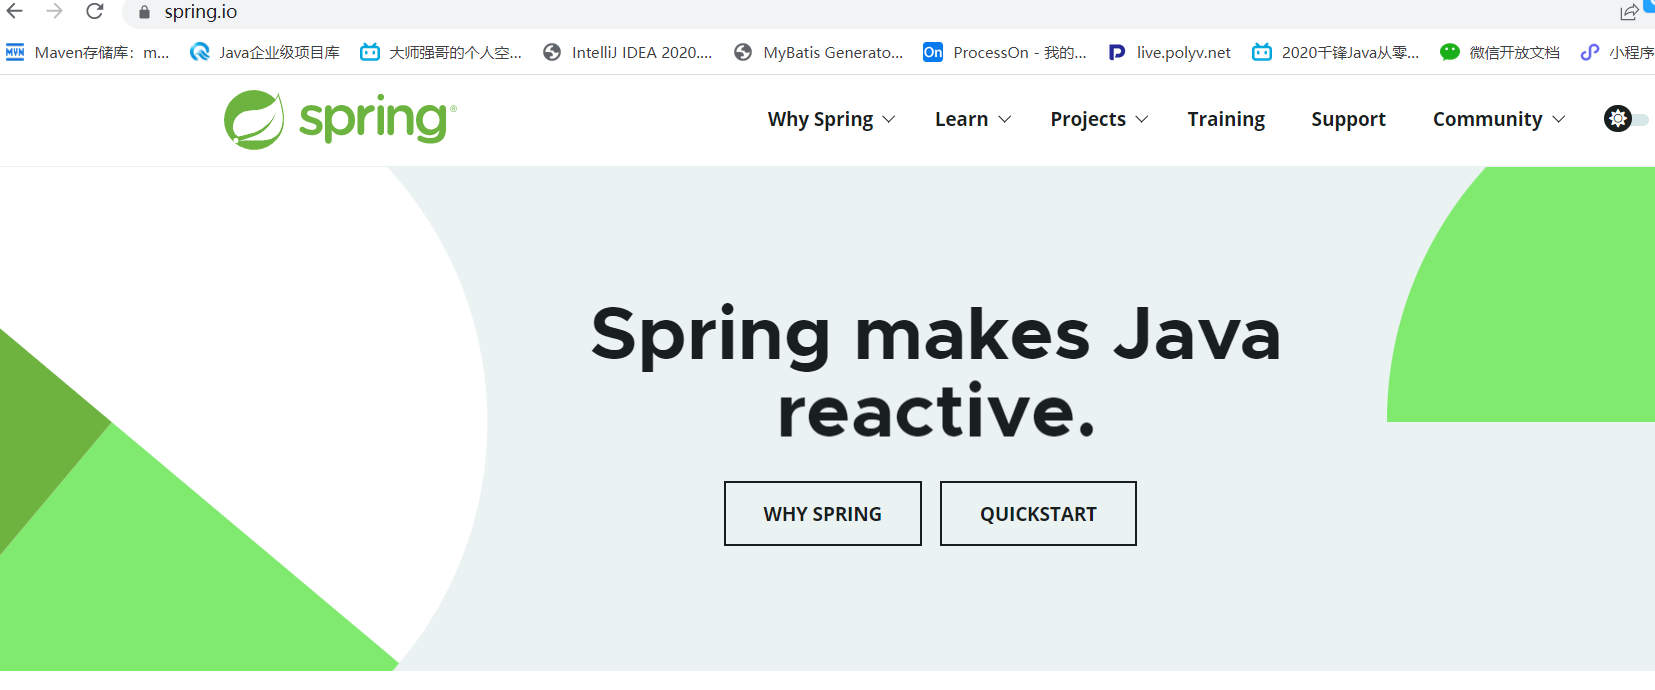 spring.io
Maven存储库：m... Java企业级项目库 大师强哥的个人空... IntelliJ IDEA 2020.... MyBatis Generato... On ProcessOn - 我的... live.polyv.net 2020千锋Java从零... 微信开放文档 小程序
spring® Why Spring Learn Projects Training Support Community
Spring makes Java
reactive.
WHY SPRING QUICKSTART